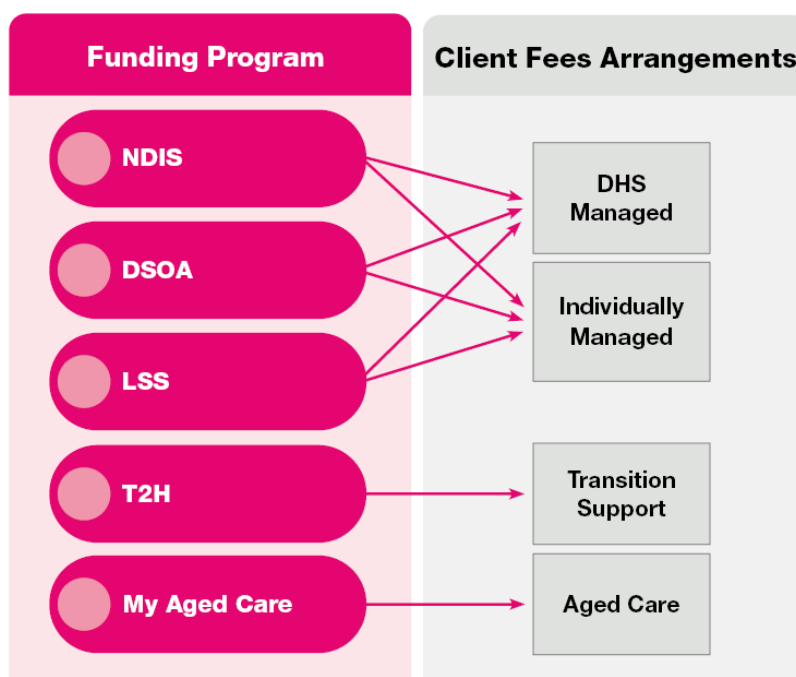 Funding Program
Client Fees Arrangements
NDIS
DSOA
LSS
T2H
My Aged Care
DHS
Managed
Individually
Managed
Transition
Support
Aged Care